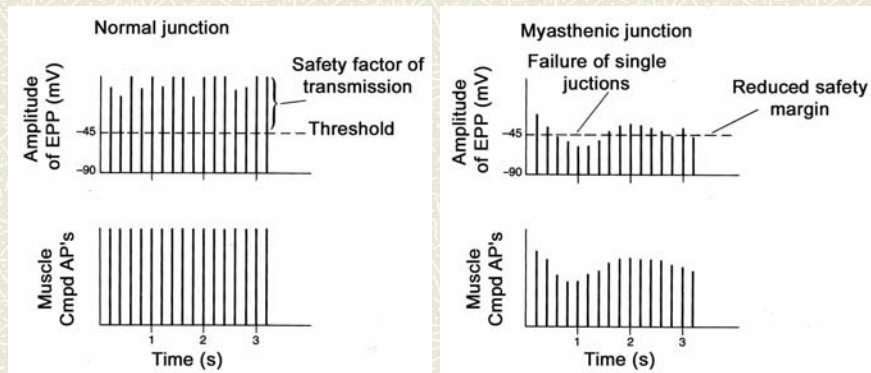 Normal junction
Amplitude
of EPP (mV)
-45
-90
Safety factor of
transmission
Threshold
Muscle
Cmpd AP's
1
2
3
Time (s)
Myasthenic junction
Failure of single
juctions
Reduced safety
margin
Amplitude
of EPP (mV)
-45
-90
Muscle
Cmpd AP's
1
2
3
Time (s)